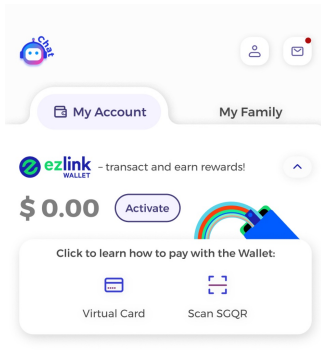 Chat
My Account
My Family
ezlink WALLET – transact and earn rewards!
$ 0.00
Activate
Click to learn how to pay with the Wallet:
Virtual Card
Scan SGQR